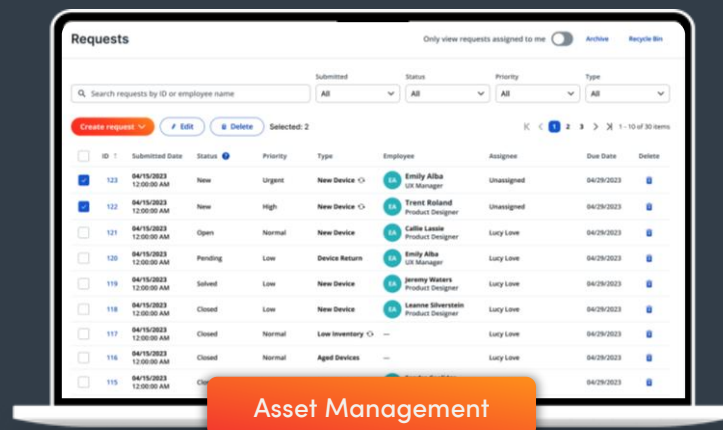 Requests
Only view requests assigned to me Archive Recycle Bin
Submitted Status Priority Type
Search requests by ID or employee name All All All All
Create request Edit Delete Selected: 2 1 2 3 1 - 10 of 30 items
ID ↑ Submitted Date Status ? Priority Type Employee Assignee Due Date Delete
123 04/15/2023 12:00:00 AM New Urgent New Device EA Emily Alba UX Manager Unassigned 04/29/2023
122 04/15/2023 12:00:00 AM New High New Device EA Trent Roland Product Designer Unassigned 04/29/2023
121 04/15/2023 12:00:00 AM Open Normal New Device EA Callie Lassie Product Designer Lucy Love 04/29/2023
120 04/15/2023 12:00:00 AM Pending Low Device Return EA Emily Alba UX Manager Lucy Love 04/29/2023
119 04/15/2023 12:00:00 AM Solved Low New Device EA Jeremy Waters Product Designer Lucy Love 04/29/2023
118 04/15/2023 12:00:00 AM Closed Low New Device EA Leanne Silverstein Product Designer Lucy Love 04/29/2023
117 04/15/2023 12:00:00 AM Closed Normal Low Inventory — Lucy Love 04/29/2023
116 04/15/2023 12:00:00 AM Closed Normal Aged Devices — Lucy Love 04/29/2023
115 04/15/2023 12:00:00 AM Lucy Love 04/29/2023
Asset Management